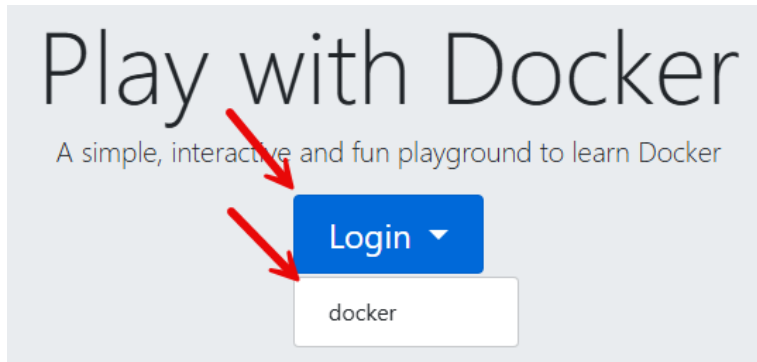 Play with Docker
A simple, interactive and fun playground to learn Docker
Login
docker